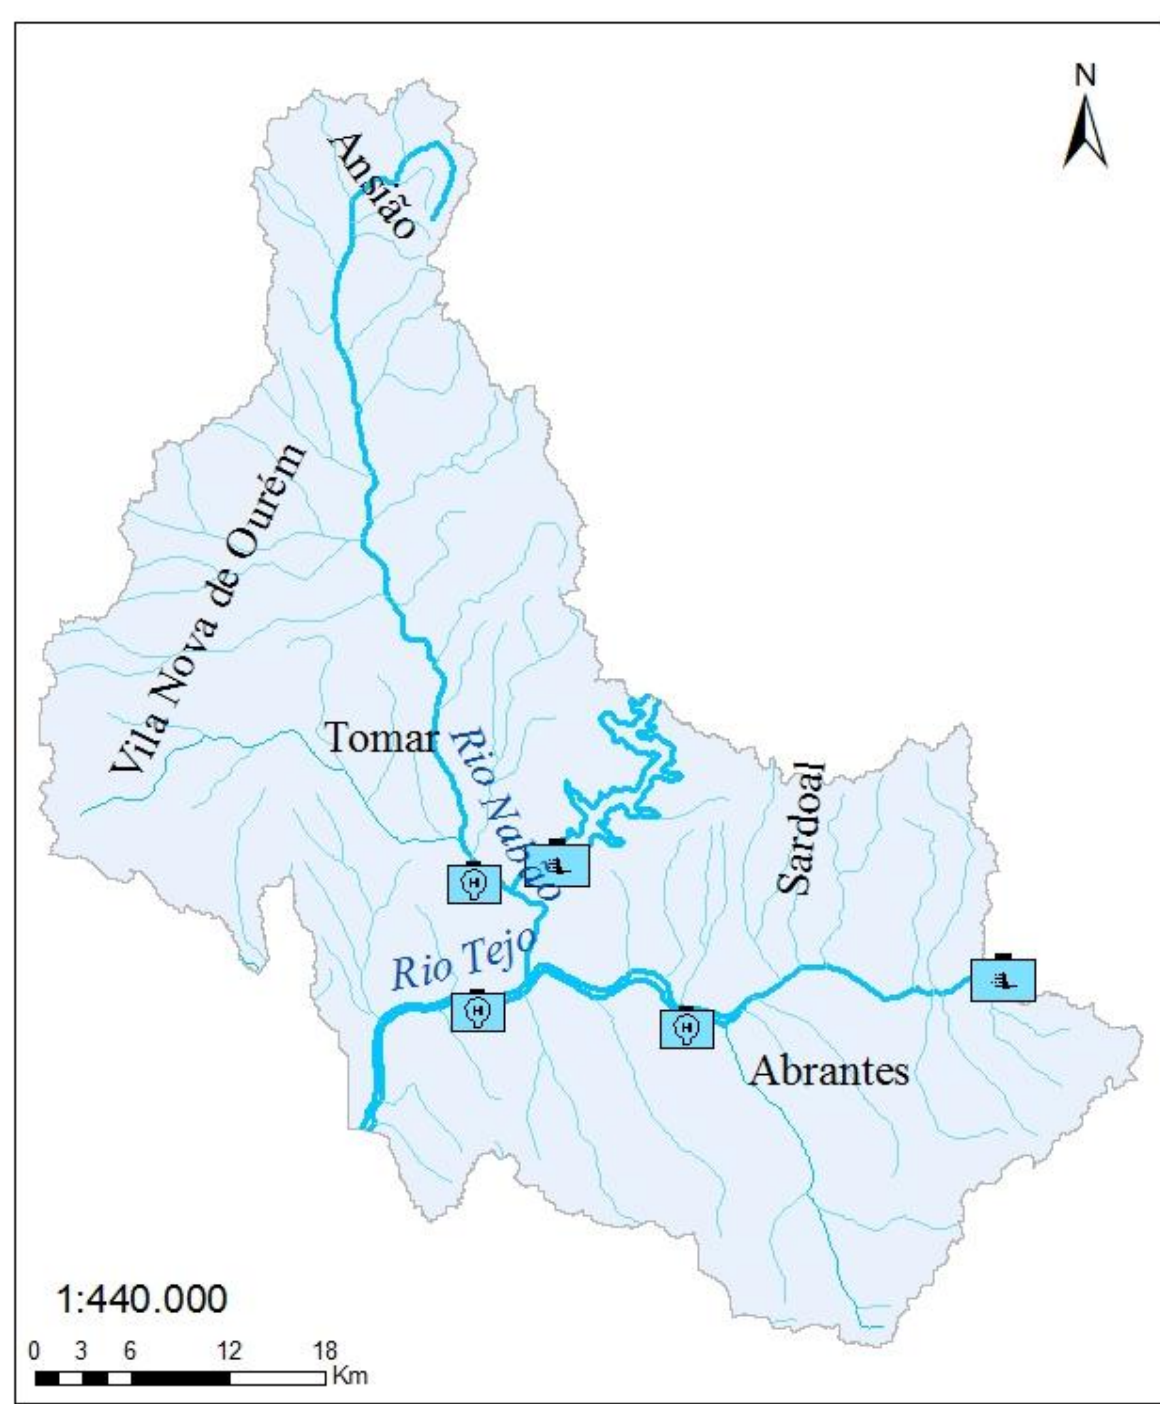 N
Ansião
Vila Nova de Ourém
Tomar
Rio Nabão
Sardoal
Rio Tejo
H
H
H
Abrantes
1:440.000
0 3 6 12 18
Km